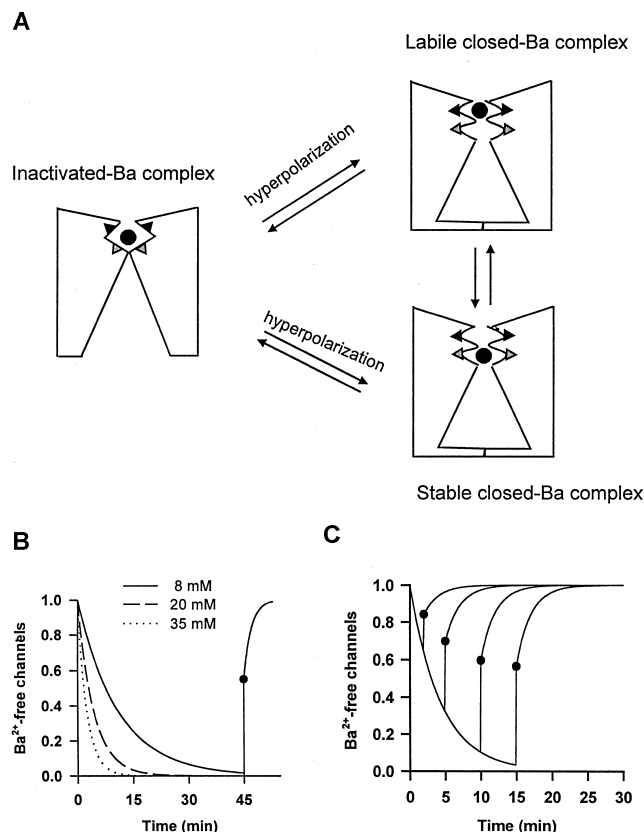 A
Labile closed-Ba complex
hyperpolarization
Inactivated-Ba complex
hyperpolarization
Stable closed-Ba complex
B
8 mM
20 mM
35 mM
Ba2+-free channels
1.0
0.8
0.6
0.4
0.2
0.0
0 15 30 45
Time (min)
C
Ba2+-free channels
1.0
0.8
0.6
0.4
0.2
0.0
0 5 10 15 20 25 30
Time (min)